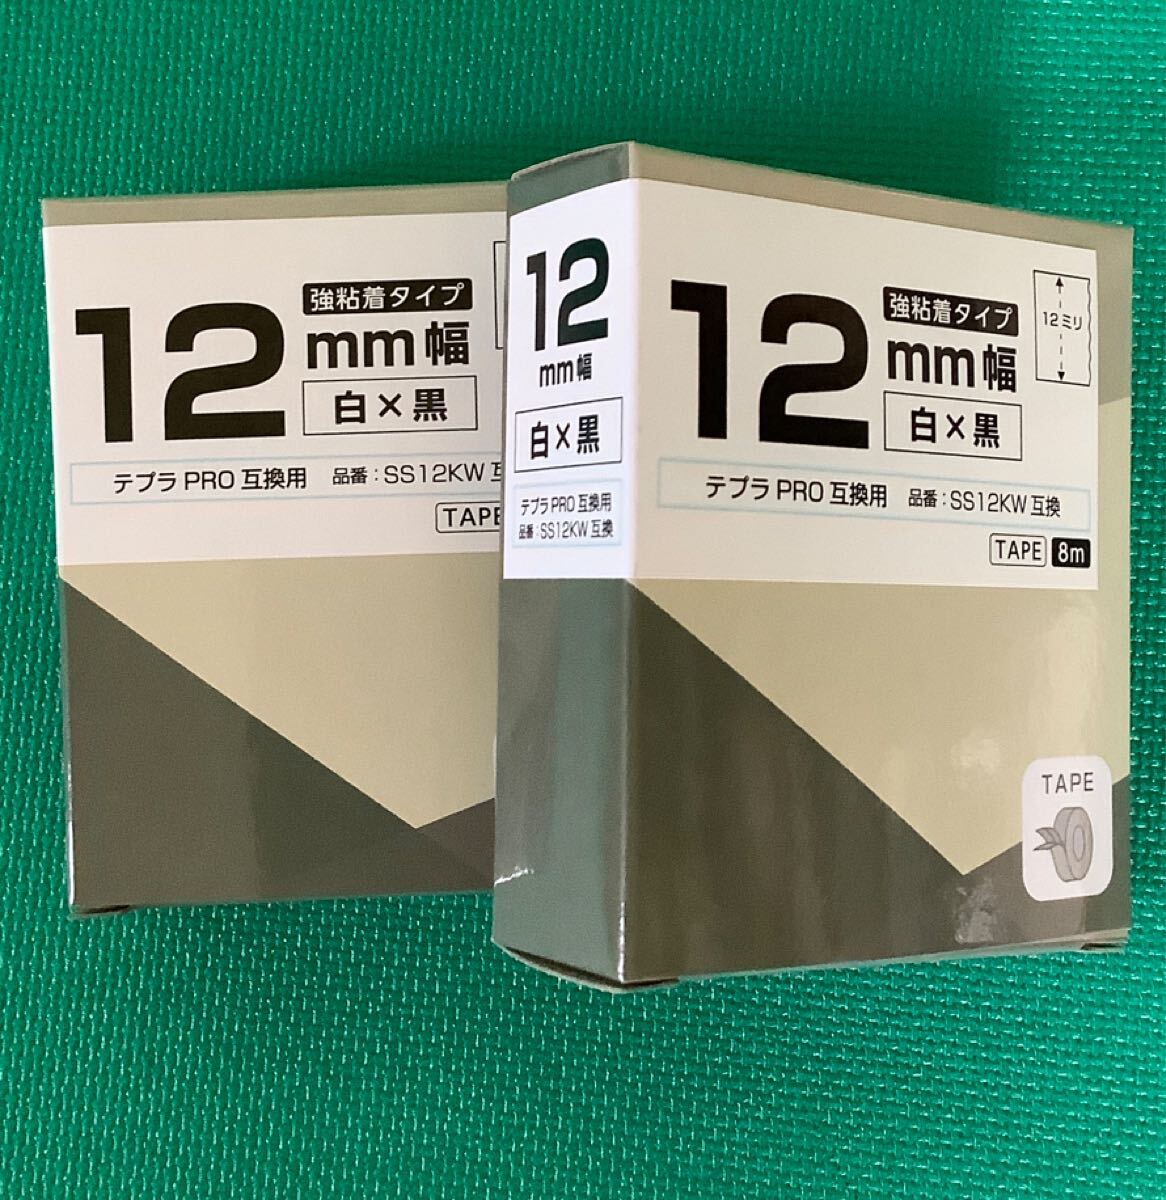 12 強粘着タイプ
mm幅
白×黒
テプラ PRO 互換用 品番：SS12KW 互
TAPE
12
mm幅
白×黒
テプラ PRO 互換用
品番：SS12KW 互換
12 強粘着タイプ
mm幅
白×黒
12ミリ
テプラ PRO 互換用 品番：SS12KW 互換
TAPE 8m
TAPE